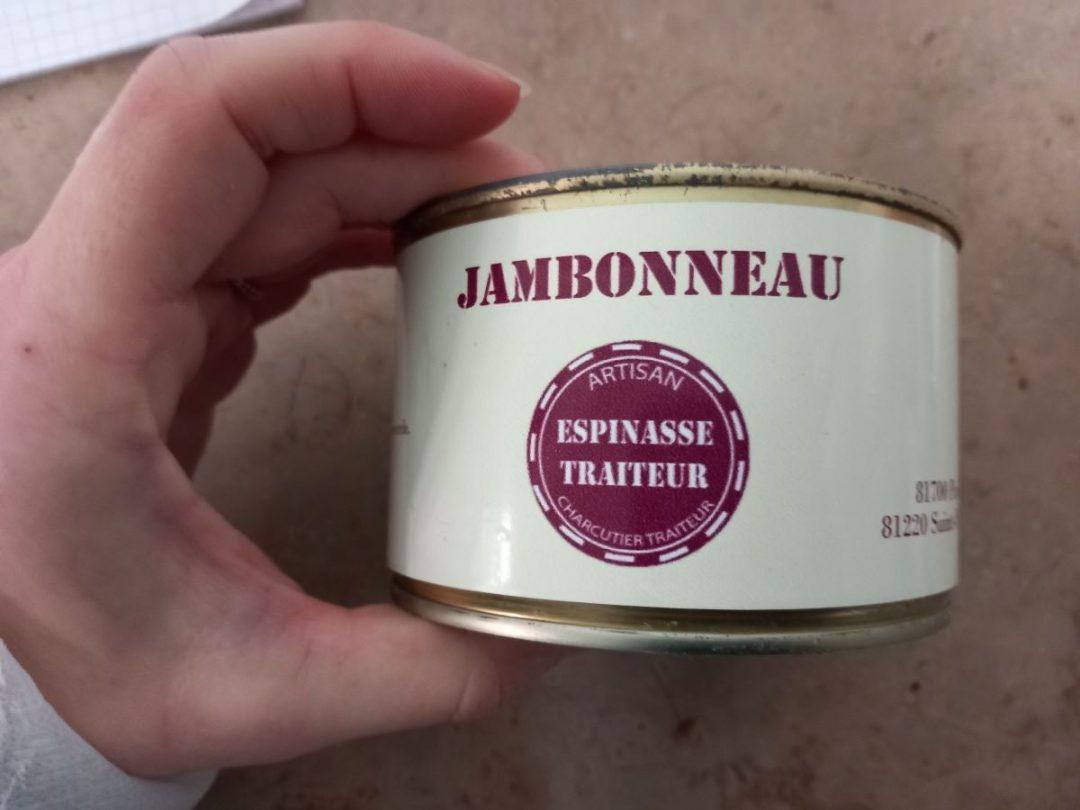 JAMBONNEAU
ARTISAN
ESPINASSE
TRAITEUR
CHARCUTIER TRAITEUR
81700
81220